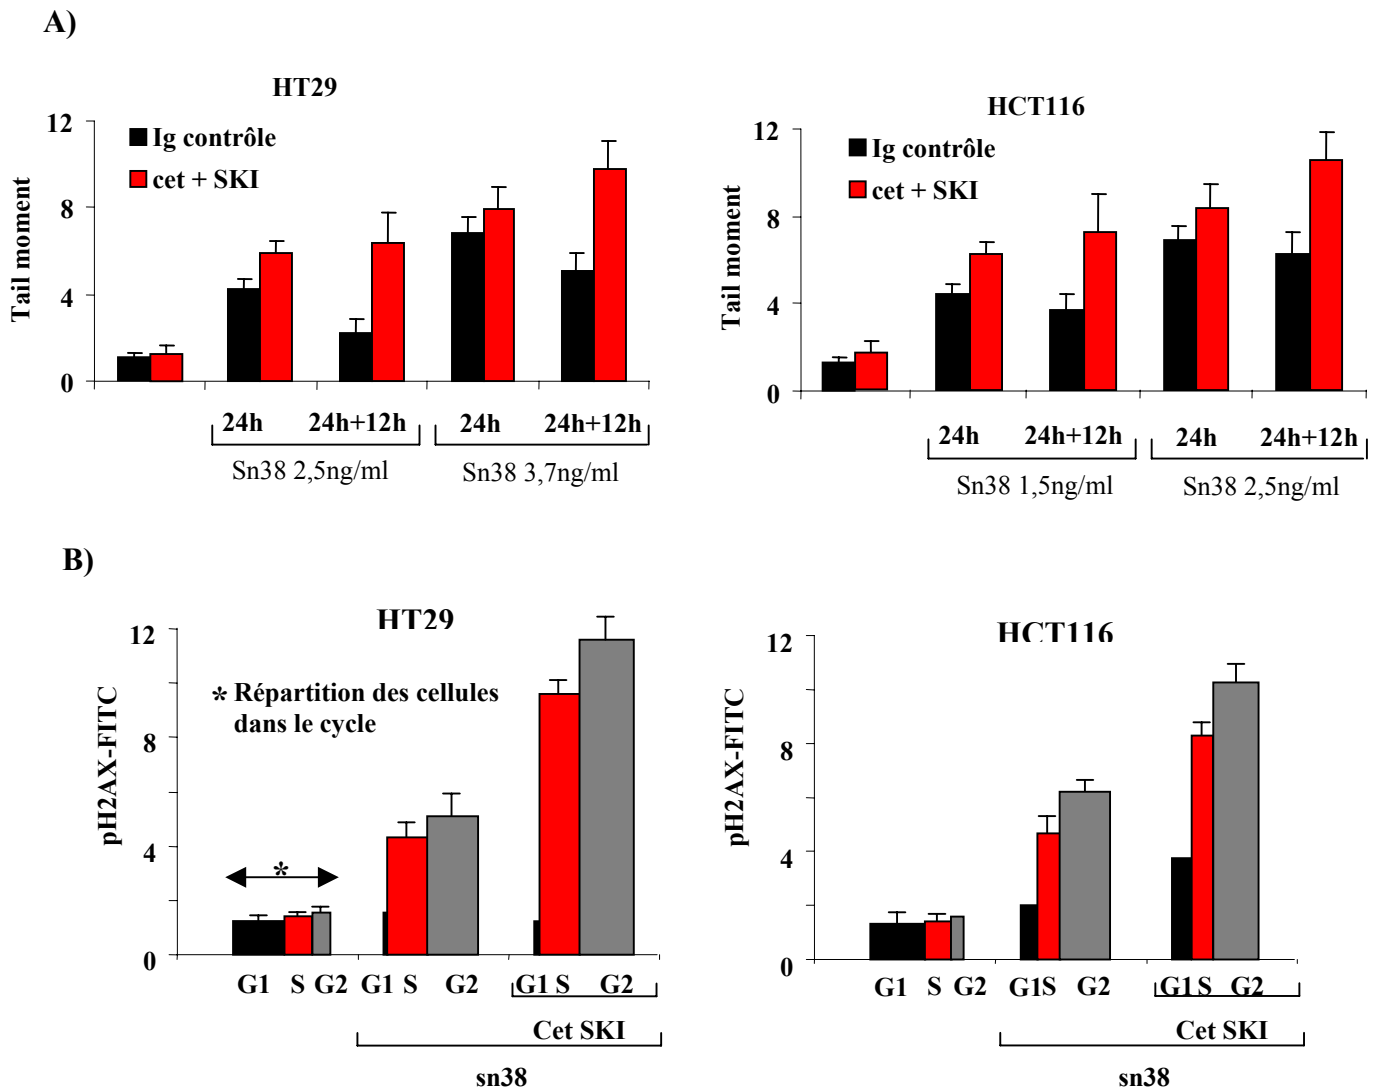 A)
HT29
12
8
4
0
Tail moment
Ig contrôle
cet + SKI
24h 24h+12h 24h 24h+12h
Sn38 2,5ng/ml Sn38 3,7ng/ml
HCT116
12
8
4
0
Tail moment
Ig contrôle
cet + SKI
24h 24h+12h 24h 24h+12h
Sn38 1,5ng/ml Sn38 2,5ng/ml
B)
HT29
12
8
4
0
pH2AX-FITC
* Répartition des cellules
dans le cycle
*
G1 S G2 G1 S G2 G1 S G2
Cet SKI
sn38
HCT116
12
8
4
0
pH2AX-FITC
G1 S G2 G1S G2 G1S G2
Cet SKI
sn38